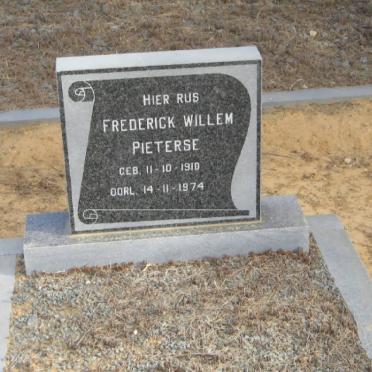 HIER RUS
FREDERICK WILLEM
PIETERSE
GEB. 11-10-1910
OORL. 14-11-1974